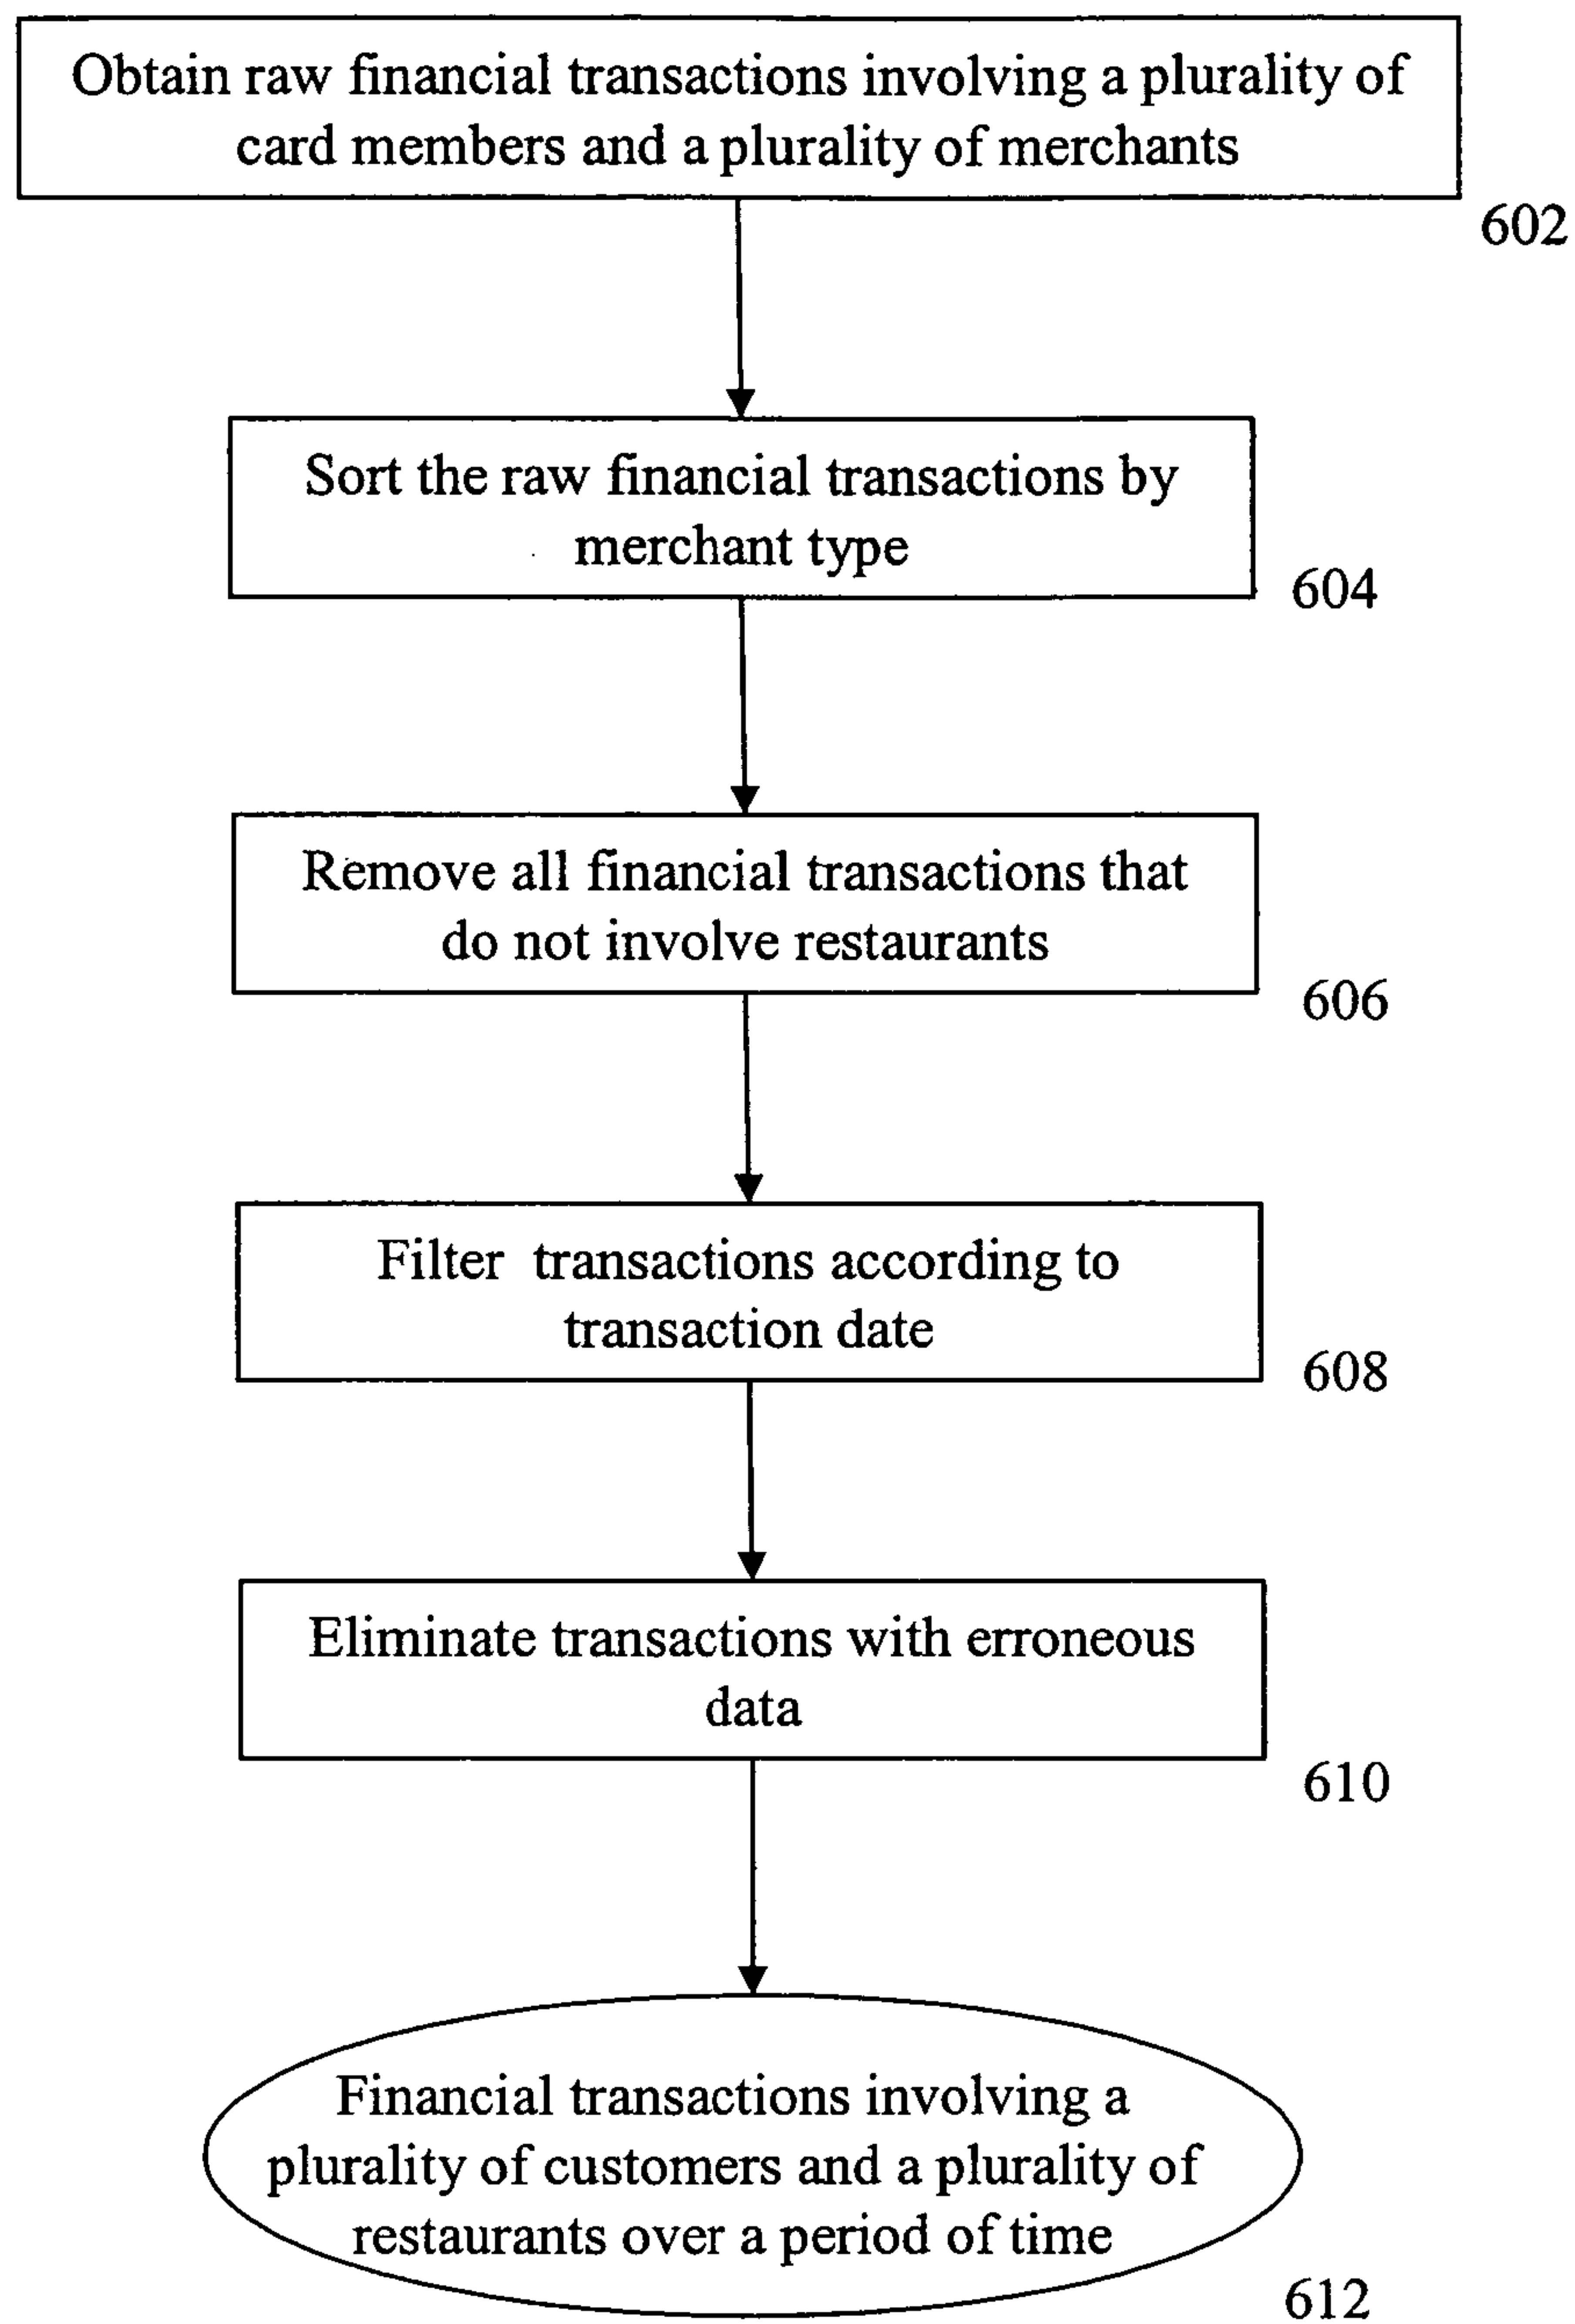 Obtain raw financial transactions involving a plurality of
card members and a plurality of merchants
602
Sort the raw financial transactions by
merchant type
604
Remove all financial transactions that
do not involve restaurants
606
Filter transactions according to
transaction date
608
Eliminate transactions with erroneous
data
610
Financial transactions involving a
plurality of customers and a plurality of
restaurants over a period of time
612